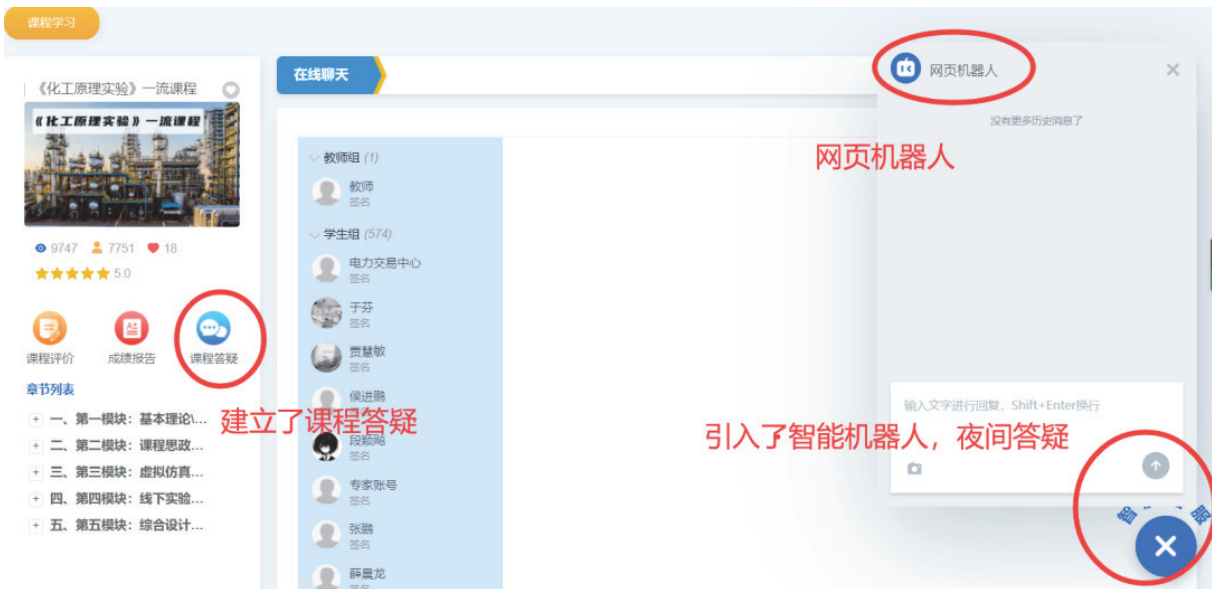 课程学习
《化工原理实验》一流课程
《化工原理实验》一流课程
9747 7751 18
5.0
课程评价 成绩报告 课程答疑
章节列表
+ 一、第一模块：基本理论\...
+ 二、第二模块：课程思政...
+ 三、第三模块：虚拟仿真...
+ 四、第四模块：线下实验...
+ 五、第五模块：综合设计...
建立了课程答疑
在线聊天
教师组 (1)
教师
签名
学生组 (574)
电力交易中心
签名
于芬
签名
贾慧敏
签名
侯进鹏
段颖飏
签名
专家账号
签名
张鹏
签名
薛晨龙
签名
网页机器人
没有更多历史消息了
网页机器人
输入文字进行回复，Shift+Enter换行
引入了智能机器人，夜间答疑
智
服